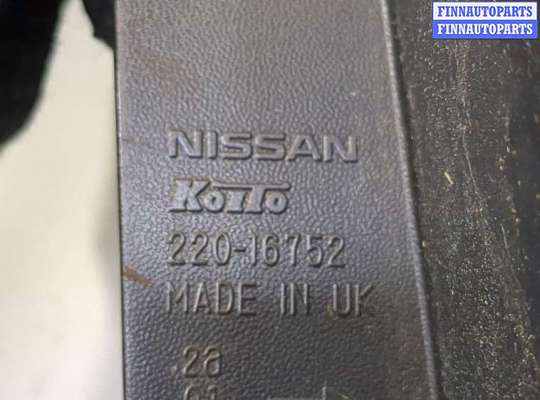 FINNAUTOPARTS
FINNAUTOPARTS
NISSAN
KOITO
220-16752
MADE IN UK
.28